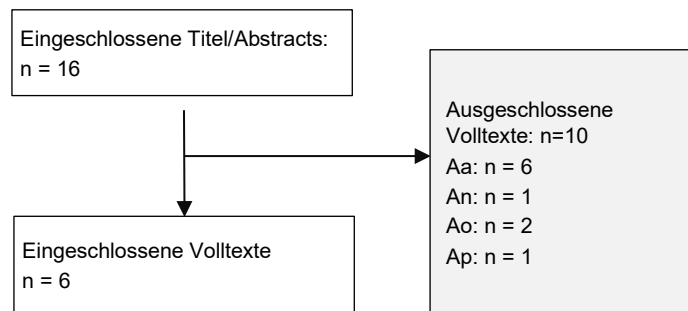 Eingeschlossene Titel/Abstracts:
n = 16
Ausgeschlossene
Volltexte: n=10
Aa: n = 6
An: n = 1
Ao: n = 2
Ap: n = 1
Eingeschlossene Volltexte
n = 6